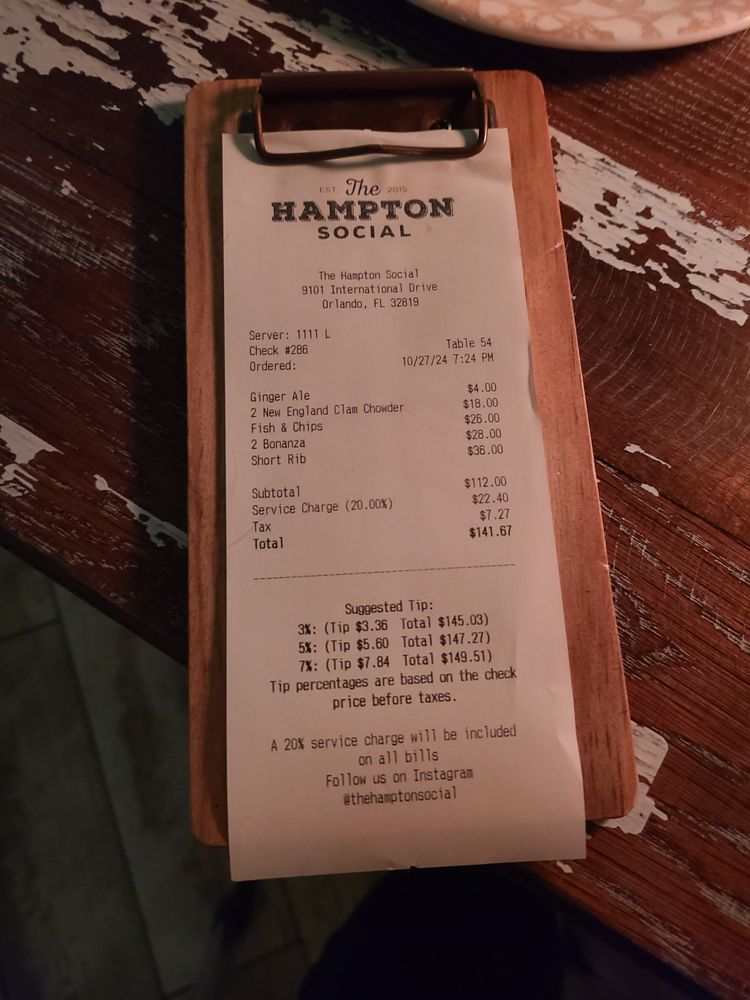 EST The 2015
HAMPTON
SOCIAL
The Hampton Social
9101 International Drive
Orlando, FL 32819
Server: 1111 L
Check #286 Table 54
Ordered: 10/27/24 7:24 PM
Ginger Ale $4.00
2 New England Clam Chowder $18.00
Fish & Chips $26.00
2 Bonanza $28.00
Short Rib $36.00
Subtotal $112.00
Service Charge (20.00%) $22.40
Tax $7.27
Total $141.67
Suggested Tip:
3%: (Tip $3.36 Total $145.03)
5%: (Tip $5.60 Total $147.27)
7%: (Tip $7.84 Total $149.51)
Tip percentages are based on the check
price before taxes.
A 20% service charge will be included
on all bills
Follow us on Instagram
@thehamptonsocial